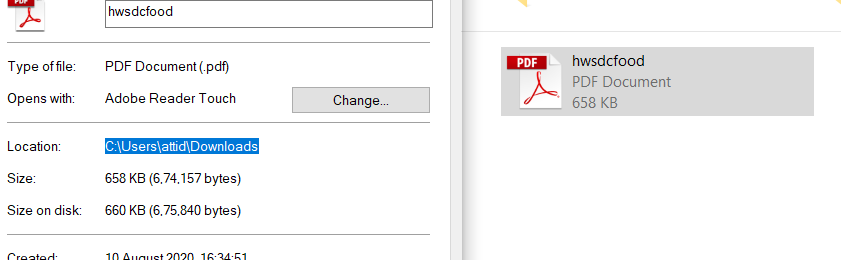 hwsdcfood
Type of file: PDF Document (.pdf)
Opens with: Adobe Reader Touch Change...
Location: C:\Users\attid\Downloads
Size: 658 KB (6,74,157 bytes)
Size on disk: 660 KB (6,75,840 bytes)
Created: 10 August 2020, 16:34:51
PDF
hwsdcfood
PDF Document
658 KB